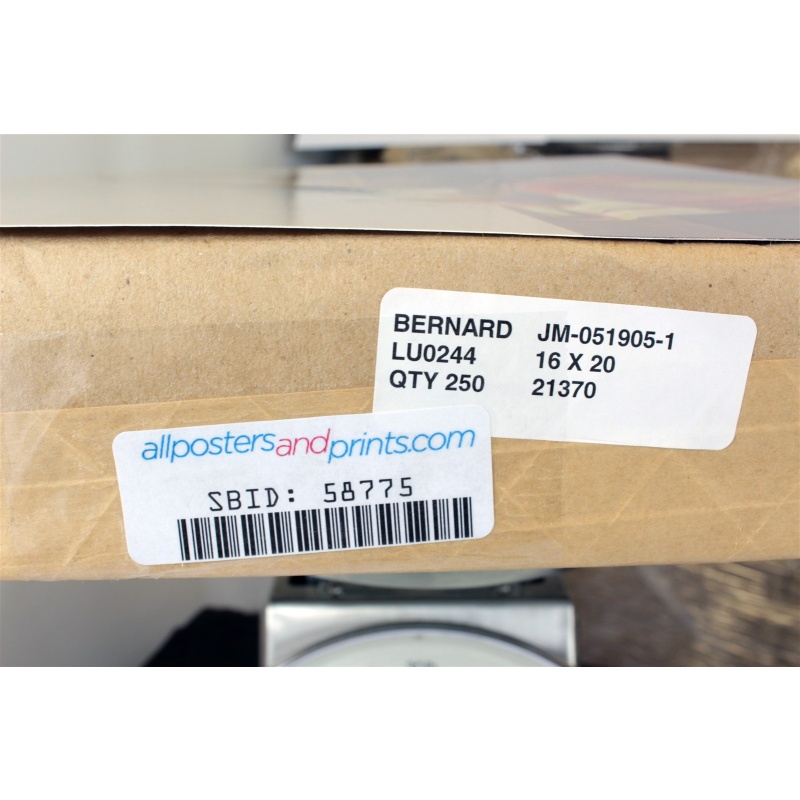 BERNARD JM-051905-1
LU0244 16 X 20
QTY 250 21370
allpostersandprints.com
SBID: 58775